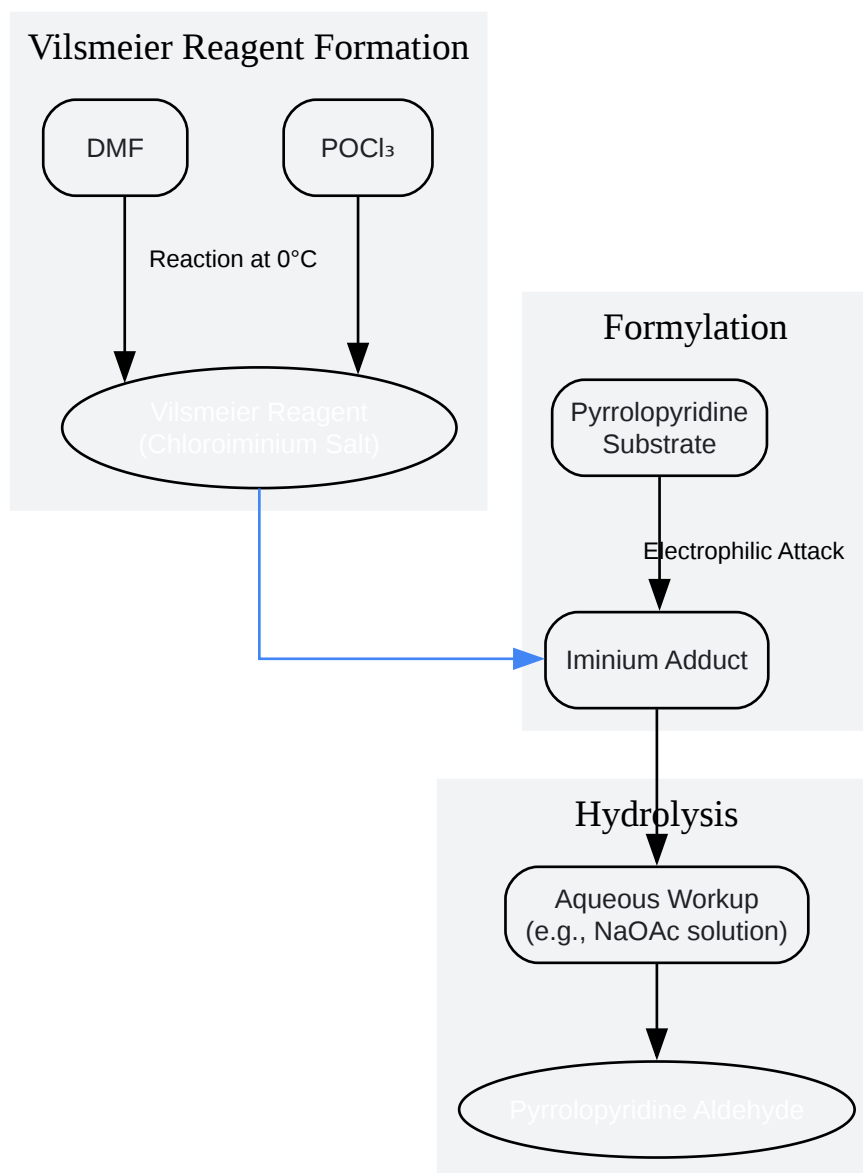 Vilsmeier Reagent Formation
DMF
POCl₃
Reaction at 0°C
Vilsmeier Reagent
(Chloroiminium Salt)
Formylation
Pyrrolopyridine
Substrate
Electrophilic Attack
Iminium Adduct
Hydrolysis
Aqueous Workup
(e.g., NaOAc solution)
Pyrrolopyridine Aldehyde